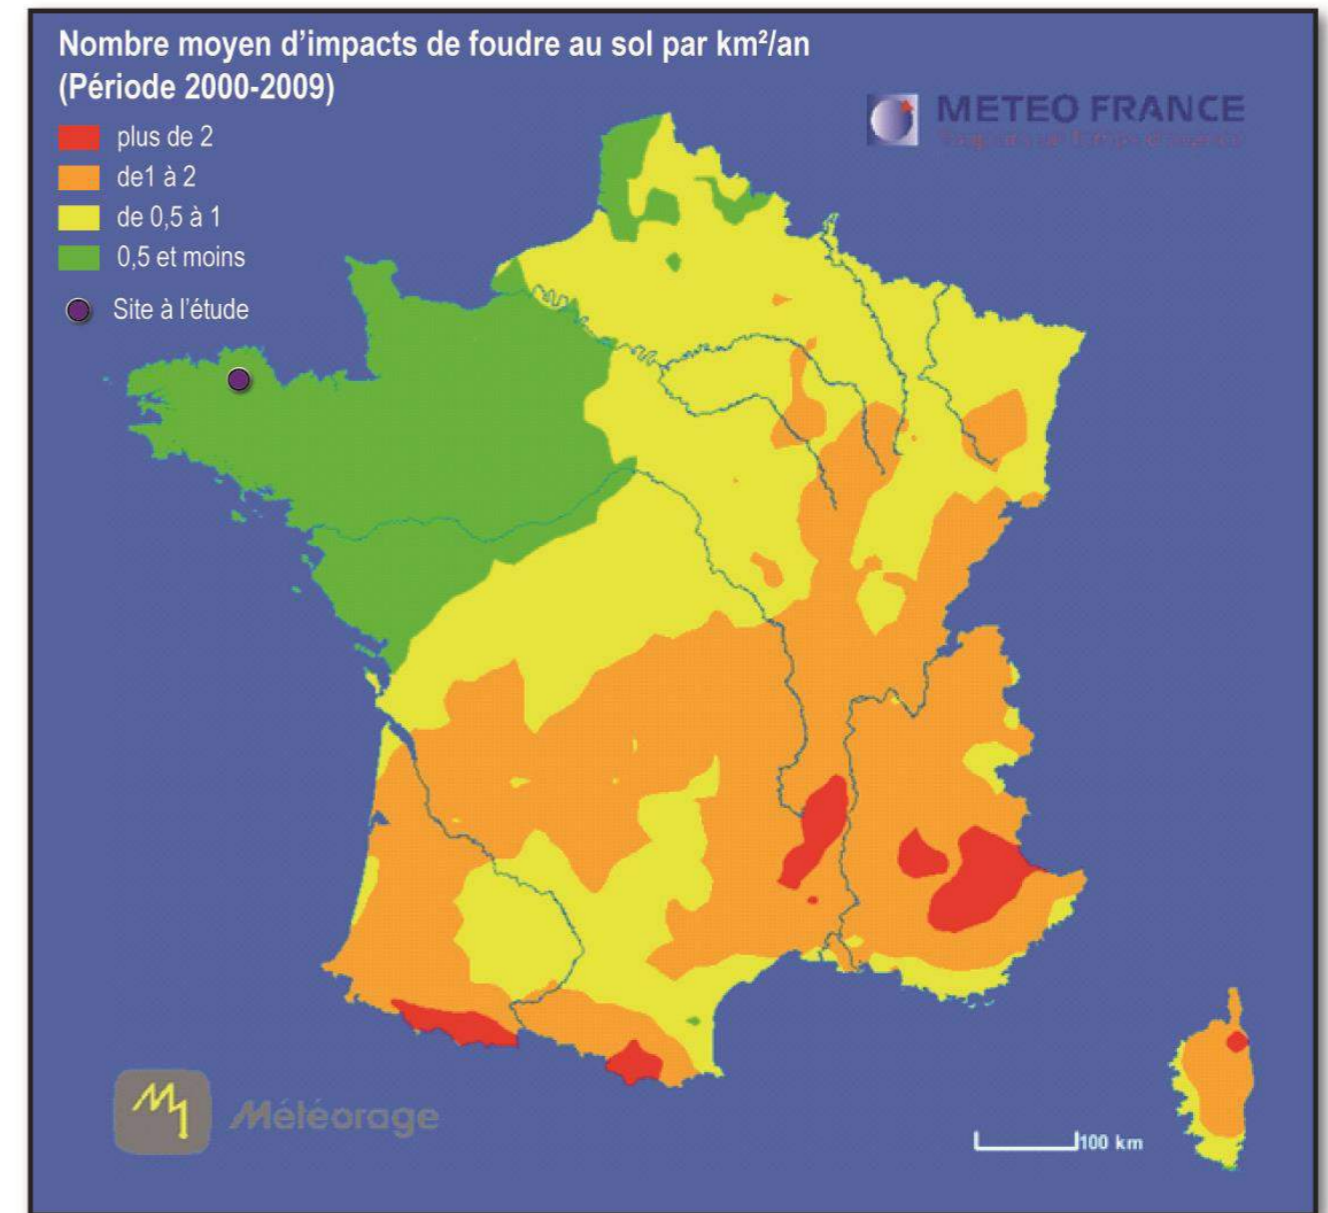 Nombre moyen d’impacts de foudre au sol par km²/an
(Période 2000-2009)
METEO FRANCE
plus de 2
de1 à 2
de 0,5 à 1
0,5 et moins
Site à l’étude
Météorage
100 km